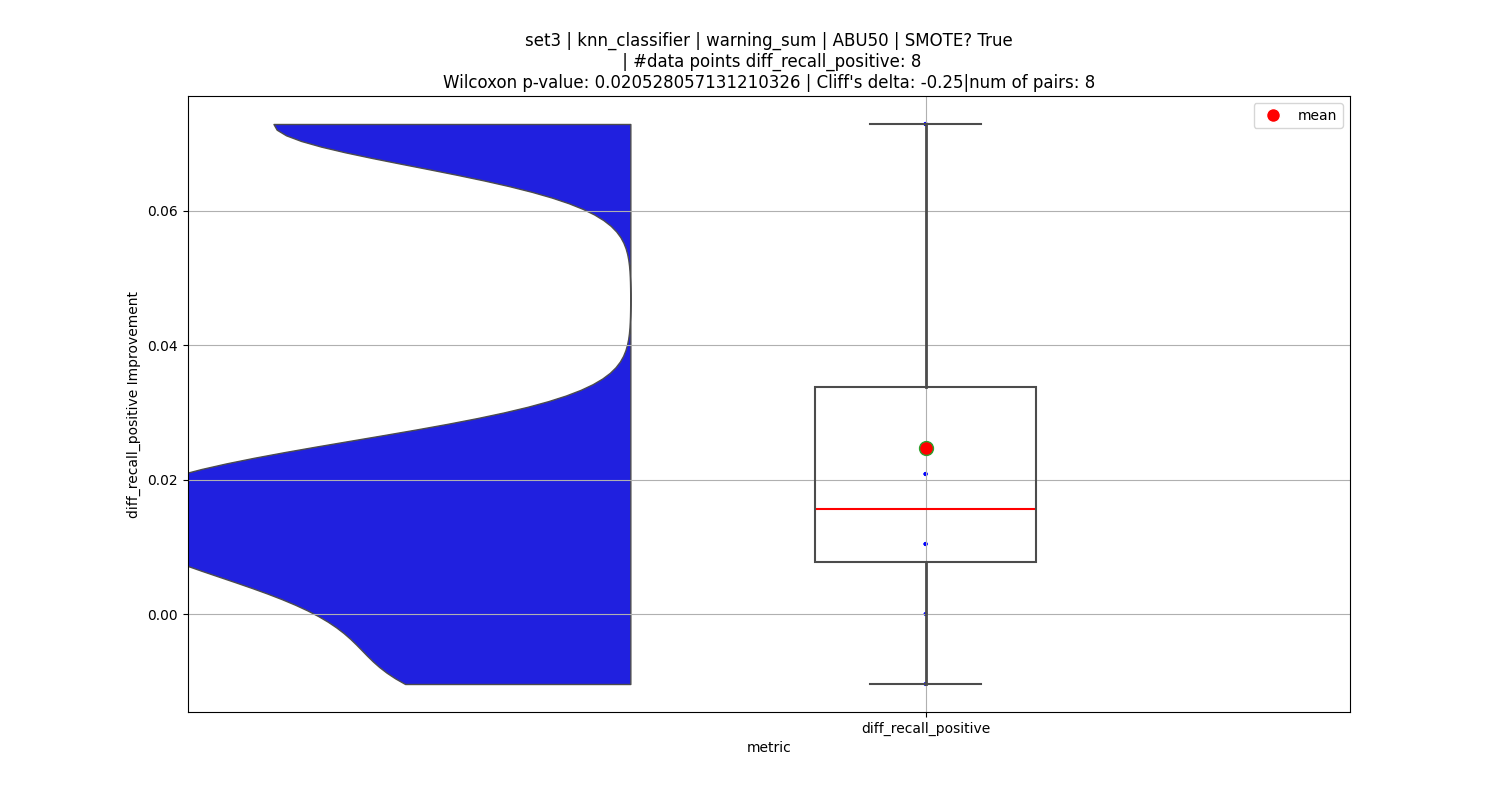 set3 | knn_classifier | warning_sum | ABU50 | SMOTE? True
| #data points diff_recall_positive: 8
Wilcoxon p-value: 0.020528057131210326 | Cliff's delta: -0.25|num of pairs: 8
mean
0.06
0.04
0.02
0.00
diff_recall_positive Improvement
diff_recall_positive
metric